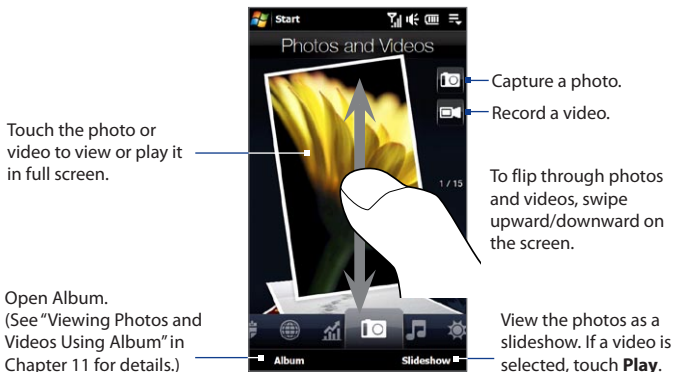 Start
Photos and Videos
Capture a photo.
Record a video.
Touch the photo or
video to view or play it
in full screen.
1 / 15
To flip through photos
and videos, swipe
upward/downward on
the screen.
Open Album.
(See “Viewing Photos and
Videos Using Album” in
Chapter 11 for details.)
Album
Slideshow
View the photos as a
slideshow. If a video is
selected, touch Play.